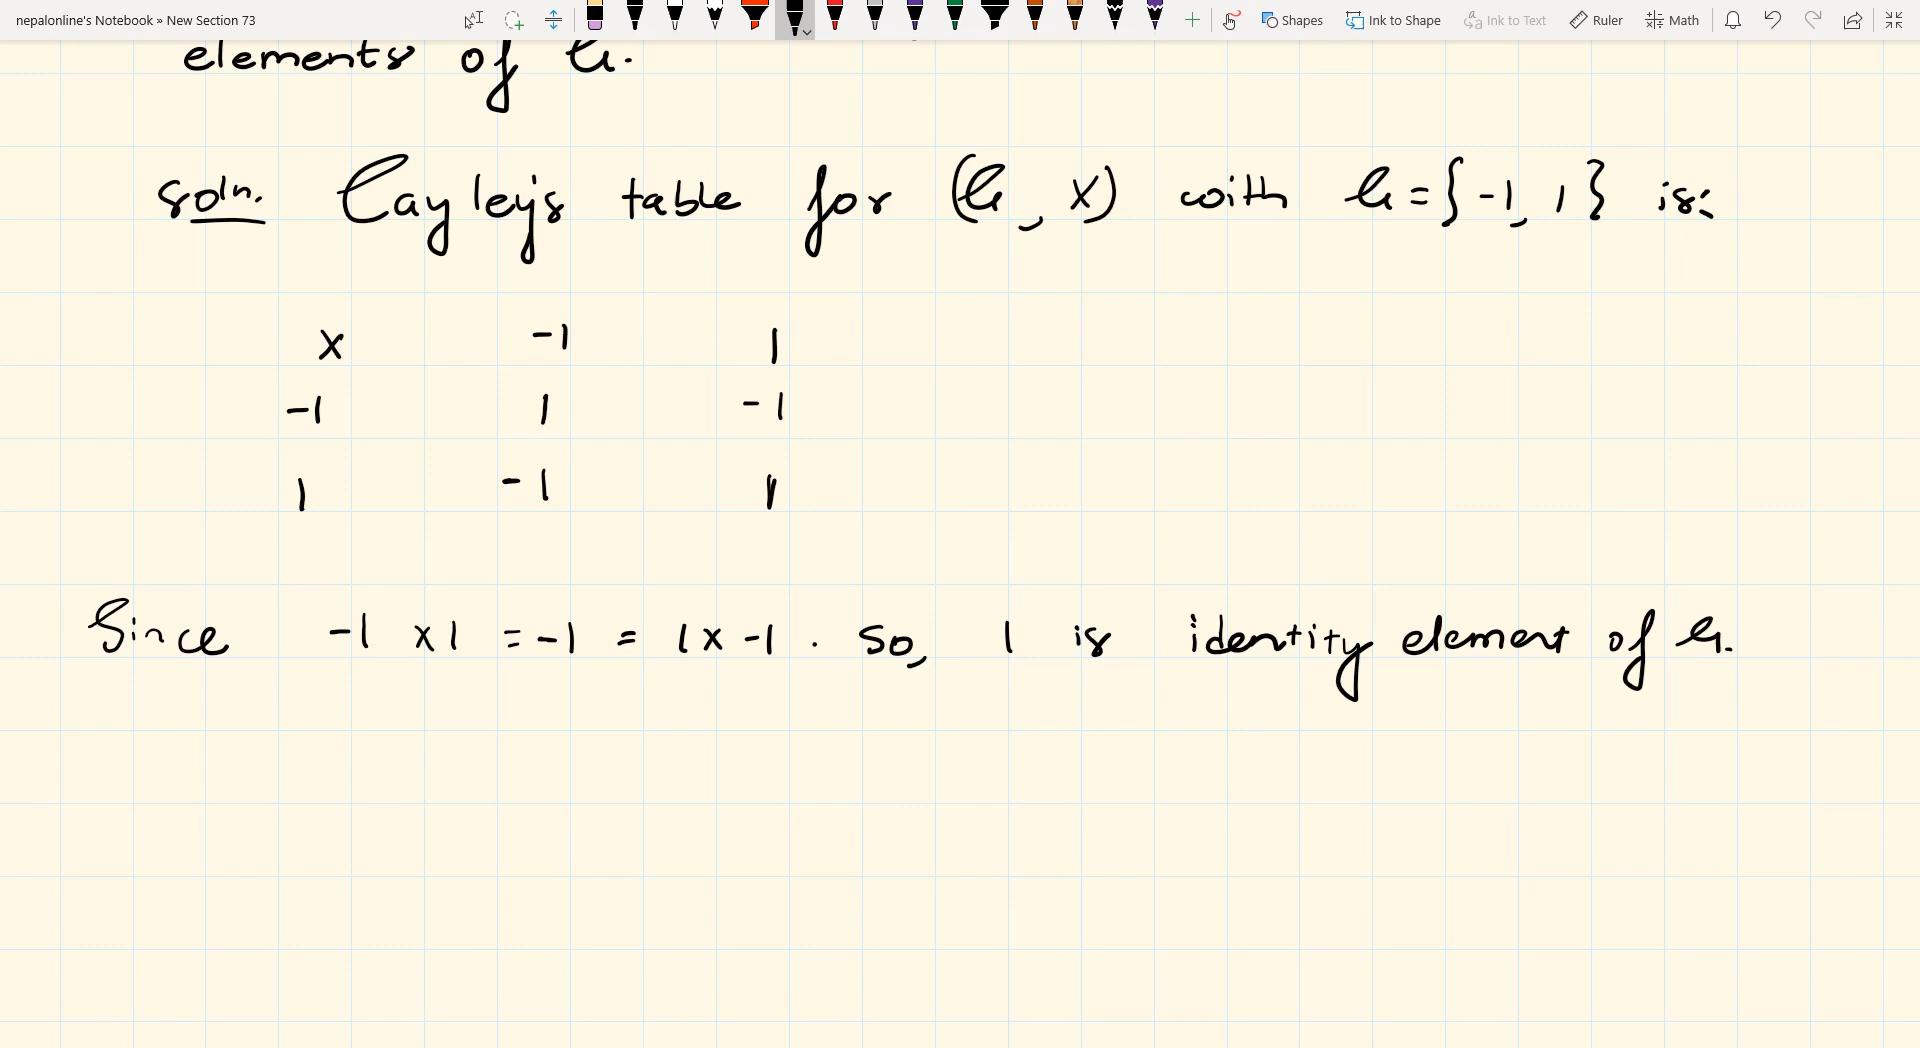 nepalonline's Notebook » New Section 73 Shapes Ink to Shape Ink to Text Ruler Math
elements of G.
soln. Cayley's table for (G, x) with G = {-1, 1} is:
x -1 1
-1 1 -1
1 -1 1
Since -1 x 1 = -1 = 1 x -1 . So, 1 is identity element of G.